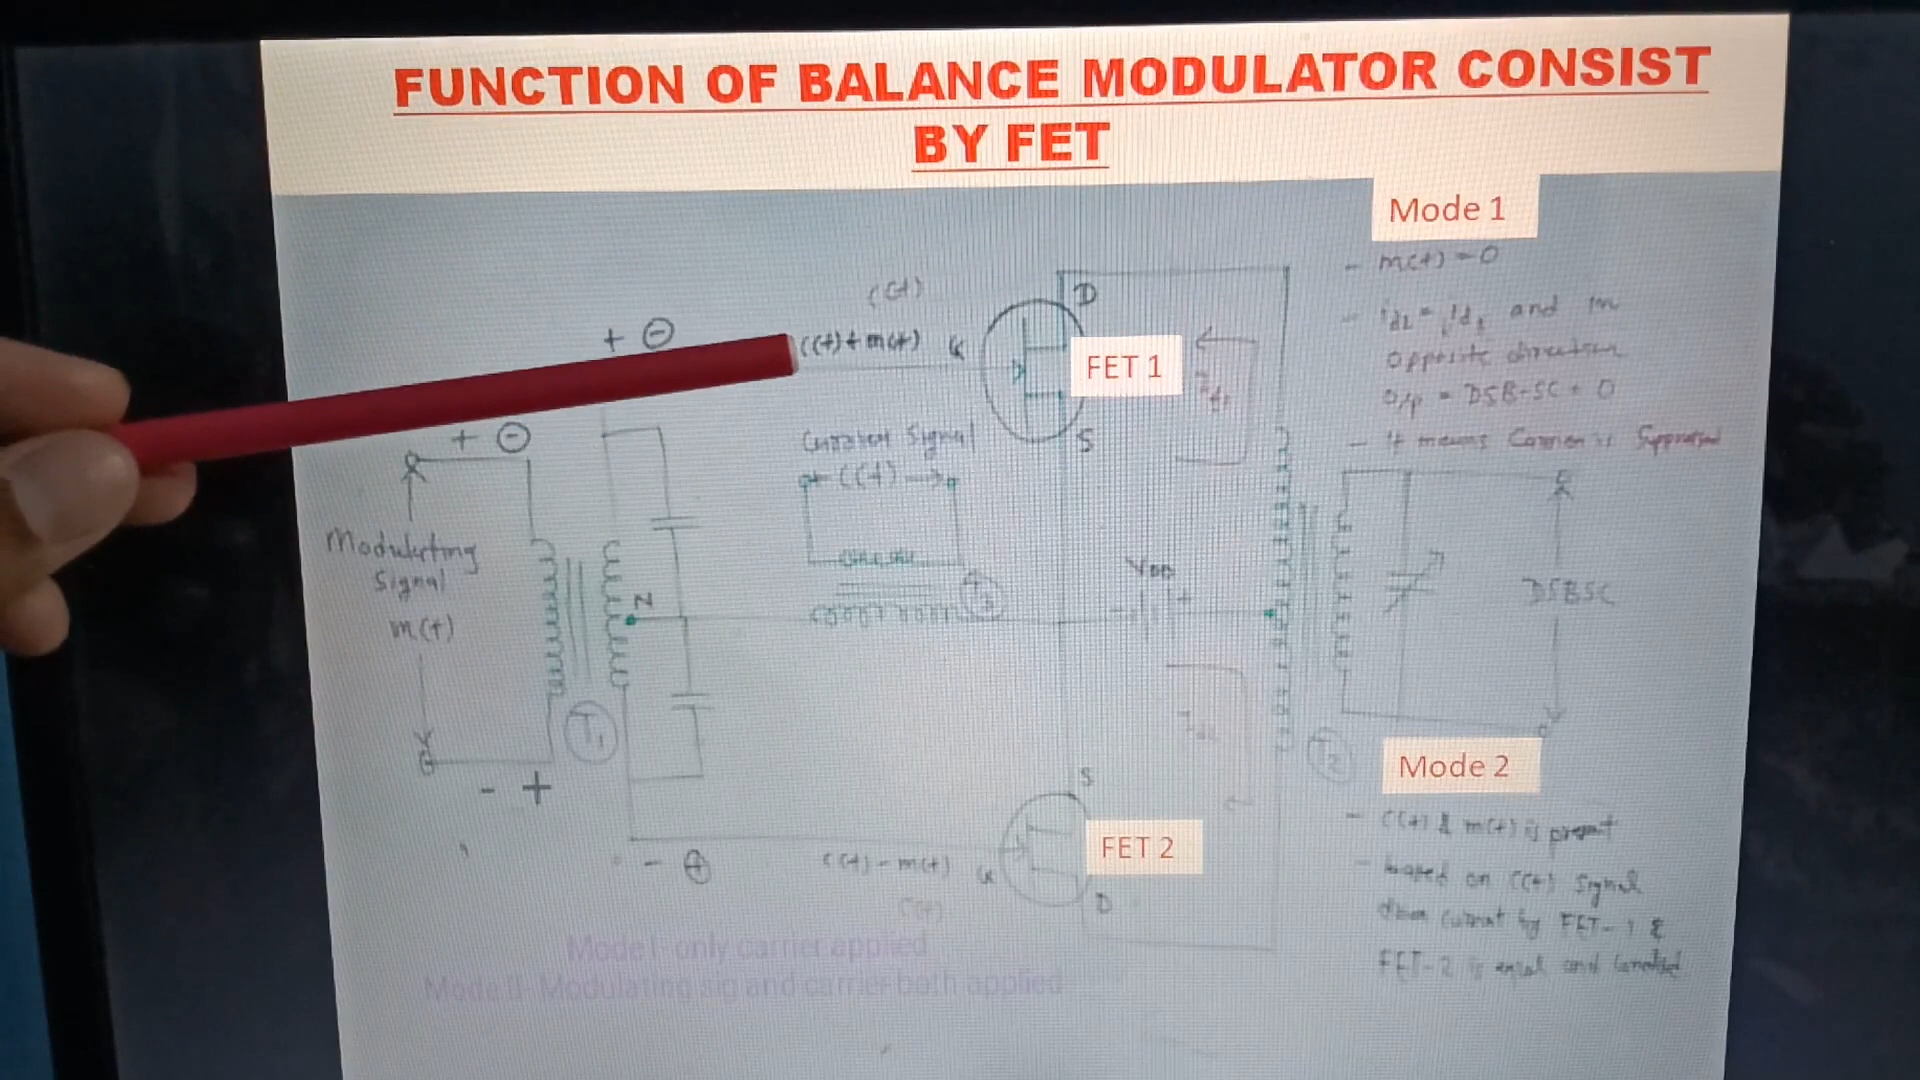 FUNCTION OF BALANCE MODULATOR CONSIST
BY FET
Mode 1
- m(t) = 0
- id2 = id1 and in
opposite direction
O/p = DSB-SC = 0
- It means Carrier is Suppressed
c(t)
c(t) + m(t) G
D
FET 1
S
+ ⊖
+ ⊖
Carrier Signal
c(t)
Modulating
Signal
m(t)
N
VDD
- +
DSBSC
T1
T2
- +
Mode 2
- c(t) & m(t) is present
- based on c(t) signal
drain current by FET-1 &
FET-2 is equal and
S
FET 2
D
- ⊕
c(t) - m(t) G
c(t)
Mode I- only carrier applied
Mode II- Modulating sig and carrier both applied